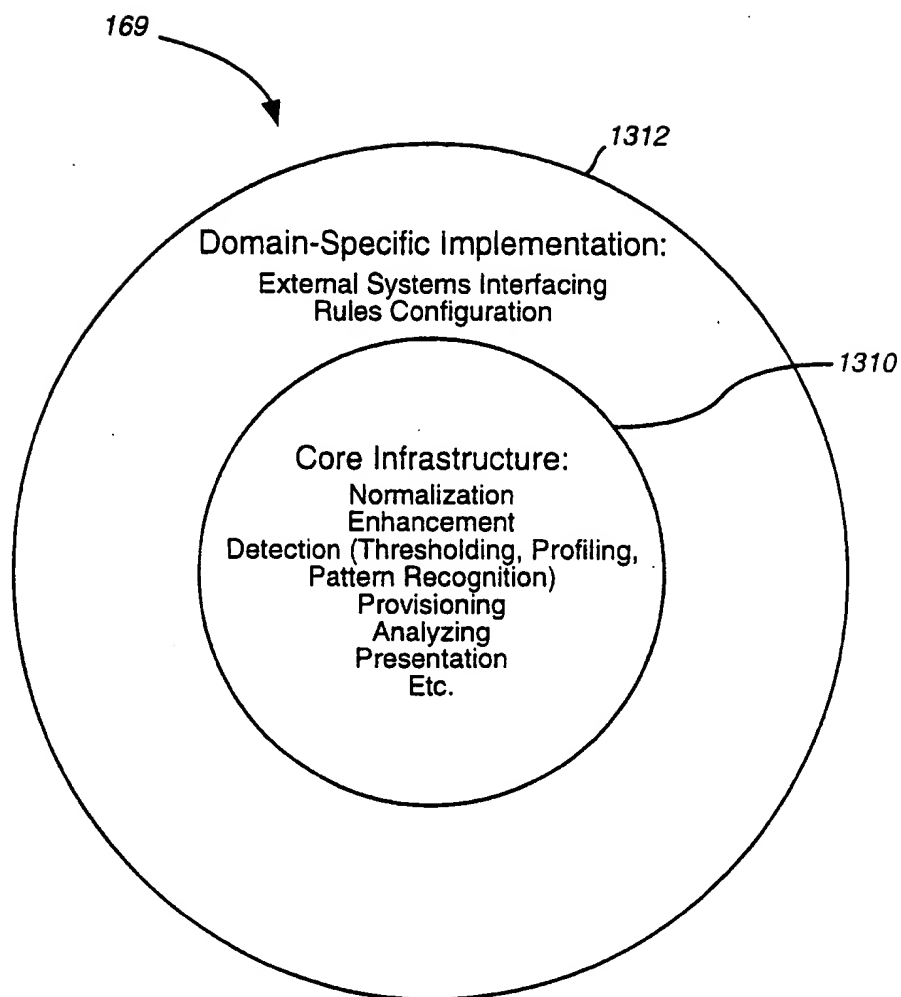 169
1312
Domain-Specific Implementation:
External Systems Interfacing
Rules Configuration
1310
Core Infrastructure:
Normalization
Enhancement
Detection (Thresholding, Profiling,
Pattern Recognition)
Provisioning
Analyzing
Presentation
Etc.